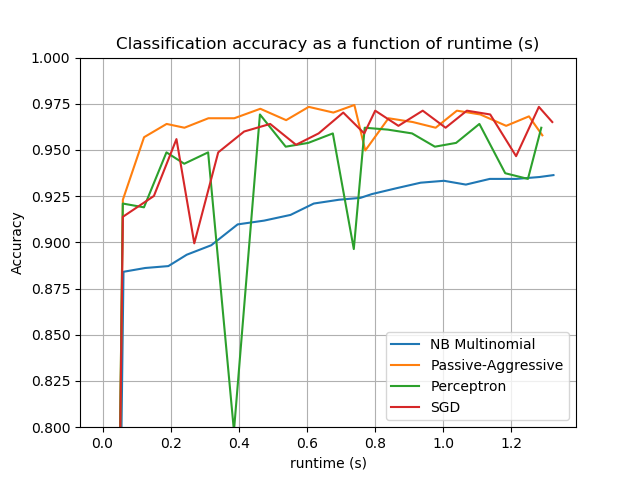 Classification accuracy as a function of runtime (s)
1.000
0.975
0.950
0.925
0.900
0.875
0.850
0.825
0.800
Accuracy
0.0 0.2 0.4 0.6 0.8 1.0 1.2
runtime (s)
NB Multinomial
Passive-Aggressive
Perceptron
SGD